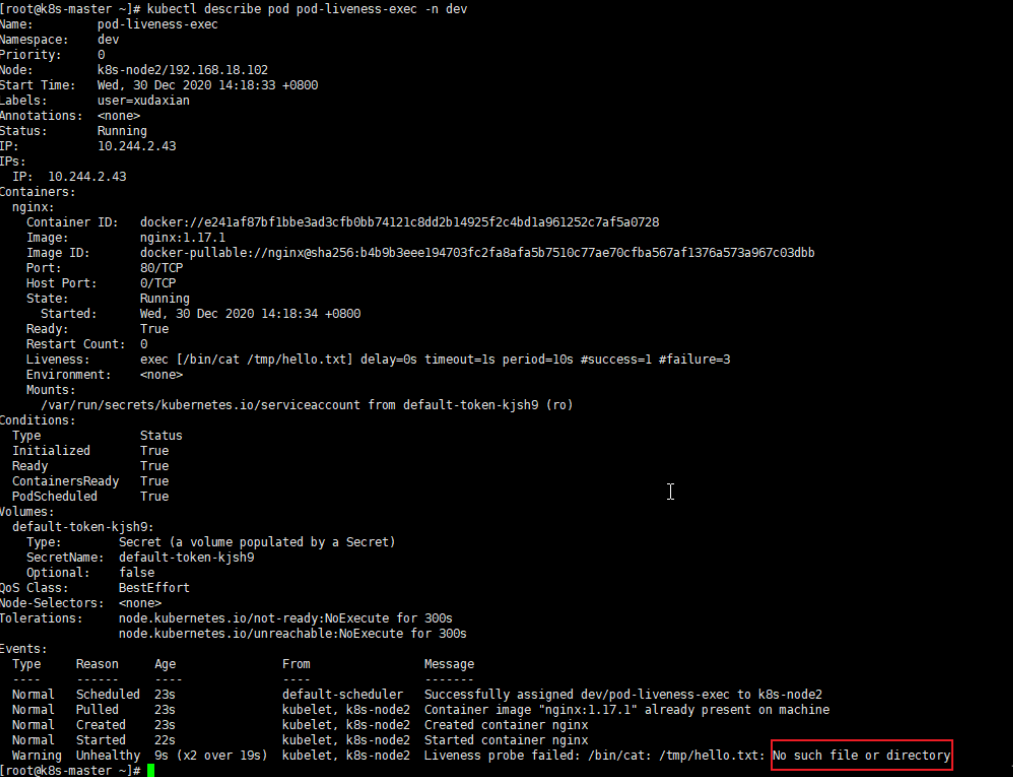 [root@k8s-master ~]# kubectl describe pod pod-liveness-exec -n dev
Name:         pod-liveness-exec
Namespace:    dev
Priority:     0
Node:         k8s-node2/192.168.18.102
Start Time:   Wed, 30 Dec 2020 14:18:33 +0800
Labels:       user=xudaxian
Annotations:  <none>
Status:       Running
IP:           10.244.2.43
IPs:
  IP:  10.244.2.43
Containers:
  nginx:
    Container ID:   docker://e241af87bf1bbe3ad3cfb0bb74121c8dd2b14925f2c4bd1a961252c7af5a0728
    Image:          nginx:1.17.1
    Image ID:       docker-pullable://nginx@sha256:b4b9b3eee194703fc2fa8afa5b7510c77ae70cfba567af1376a573a967c03dbb
    Port:           80/TCP
    Host Port:      0/TCP
    State:          Running
      Started:      Wed, 30 Dec 2020 14:18:34 +0800
    Ready:          True
    Restart Count:  0
    Liveness:       exec [/bin/cat /tmp/hello.txt] delay=0s timeout=1s period=10s #success=1 #failure=3
    Environment:    <none>
    Mounts:
      /var/run/secrets/kubernetes.io/serviceaccount from default-token-kjsh9 (ro)
Conditions:
  Type              Status
  Initialized       True
  Ready             True
  ContainersReady   True
  PodScheduled      True
Volumes:
  default-token-kjsh9:
    Type:        Secret (a volume populated by a Secret)
    SecretName:  default-token-kjsh9
    Optional:    false
QoS Class:       BestEffort
Node-Selectors:  <none>
Tolerations:     node.kubernetes.io/not-ready:NoExecute for 300s
                 node.kubernetes.io/unreachable:NoExecute for 300s
Events:
  Type     Reason     Age               From                Message
  ----     ------     ----              ----                -------
  Normal   Scheduled  23s               default-scheduler   Successfully assigned dev/pod-liveness-exec to k8s-node2
  Normal   Pulled     23s               kubelet, k8s-node2  Container image "nginx:1.17.1" already present on machine
  Normal   Created    23s               kubelet, k8s-node2  Created container nginx
  Normal   Started    22s               kubelet, k8s-node2  Started container nginx
  Warning  Unhealthy  9s (x2 over 19s)  kubelet, k8s-node2  Liveness probe failed: /bin/cat: /tmp/hello.txt: No such file or directory
[root@k8s-master ~]#